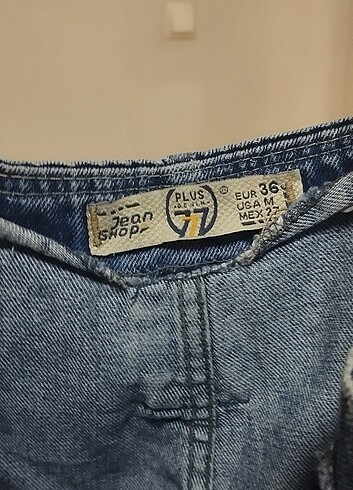 Jean
SHOP
PLUS
77
EUR 36
USA M
MEX 27